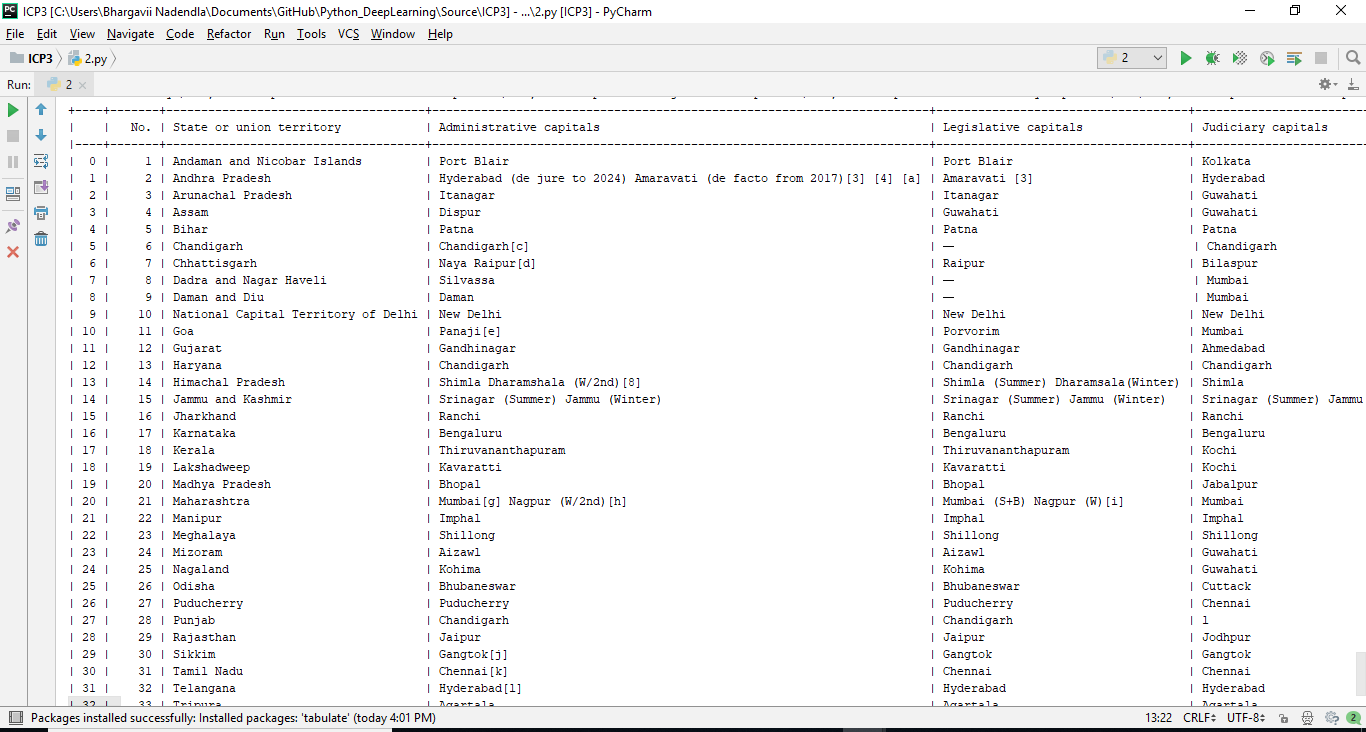 PC ICP3 [C:\Users\Bhargavii Nadendla\Documents\GitHub\Python_DeepLearning\Source\ICP3] - ...\2.py [ICP3] - PyCharm
File Edit View Navigate Code Refactor Run Tools VCS Window Help
ICP3 2.py 2
Run: 2
| | No. | State or union territory | Administrative capitals | Legislative capitals | Judiciary capitals
| 0 | 1 | Andaman and Nicobar Islands | Port Blair | Port Blair | Kolkata
| 1 | 2 | Andhra Pradesh | Hyderabad (de jure to 2024) Amaravati (de facto from 2017)[3] [4] [a] | Amaravati [3] | Hyderabad
| 2 | 3 | Arunachal Pradesh | Itanagar | Itanagar | Guwahati
| 3 | 4 | Assam | Dispur | Guwahati | Guwahati
| 4 | 5 | Bihar | Patna | Patna | Patna
| 5 | 6 | Chandigarh | Chandigarh[c] | — | Chandigarh
| 6 | 7 | Chhattisgarh | Naya Raipur[d] | Raipur | Bilaspur
| 7 | 8 | Dadra and Nagar Haveli | Silvassa | — | Mumbai
| 8 | 9 | Daman and Diu | Daman | — | Mumbai
| 9 | 10 | National Capital Territory of Delhi | New Delhi | New Delhi | New Delhi
| 10 | 11 | Goa | Panaji[e] | Porvorim | Mumbai
| 11 | 12 | Gujarat | Gandhinagar | Gandhinagar | Ahmedabad
| 12 | 13 | Haryana | Chandigarh | Chandigarh | Chandigarh
| 13 | 14 | Himachal Pradesh | Shimla Dharamshala (W/2nd)[8] | Shimla (Summer) Dharamsala(Winter) | Shimla
| 14 | 15 | Jammu and Kashmir | Srinagar (Summer) Jammu (Winter) | Srinagar (Summer) Jammu (Winter) | Srinagar (Summer) Jammu
| 15 | 16 | Jharkhand | Ranchi | Ranchi | Ranchi
| 16 | 17 | Karnataka | Bengaluru | Bengaluru | Bengaluru
| 17 | 18 | Kerala | Thiruvananthapuram | Thiruvananthapuram | Kochi
| 18 | 19 | Lakshadweep | Kavaratti | Kavaratti | Kochi
| 19 | 20 | Madhya Pradesh | Bhopal | Bhopal | Jabalpur
| 20 | 21 | Maharashtra | Mumbai[g] Nagpur (W/2nd)[h] | Mumbai (S+B) Nagpur (W)[i] | Mumbai
| 21 | 22 | Manipur | Imphal | Imphal | Imphal
| 22 | 23 | Meghalaya | Shillong | Shillong | Shillong
| 23 | 24 | Mizoram | Aizawl | Aizawl | Guwahati
| 24 | 25 | Nagaland | Kohima | Kohima | Guwahati
| 25 | 26 | Odisha | Bhubaneswar | Bhubaneswar | Cuttack
| 26 | 27 | Puducherry | Puducherry | Puducherry | Chennai
| 27 | 28 | Punjab | Chandigarh | Chandigarh | l
| 28 | 29 | Rajasthan | Jaipur | Jaipur | Jodhpur
| 29 | 30 | Sikkim | Gangtok[j] | Gangtok | Gangtok
| 30 | 31 | Tamil Nadu | Chennai[k] | Chennai | Chennai
| 31 | 32 | Telangana | Hyderabad[l] | Hyderabad | Hyderabad
| 32 | 33 | Tripura | Agartala | Agartala | Agartala
Packages installed successfully: Installed packages: 'tabulate' (today 4:01 PM) 13:22 CRLF UTF-8 2